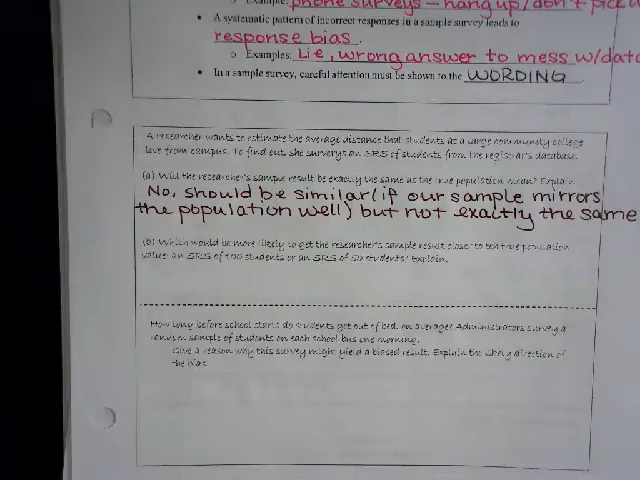 Example: phone surveys - hang up / don't pick u
• A systematic pattern of incorrect responses in a sample survey leads to
response bias.
o Examples: Lie, wrong answer to mess w/data
• In a sample survey, careful attention must be shown to the WORDING
A researcher wants to estimate the average distance that students at a large community college
live from campus. To find out she surveys an SRS of students from the registrar's database.
(a) Will the researcher's sample result be exactly the same as the true population mean? Explain.
No, should be similar (if our sample mirrors
the population well) but not exactly the same
(b) Which would be more likely to get the researcher's sample result closer to true population
value: an SRS of 100 students or an SRS of 50 students? Explain.
How long before school starts do students get out of bed, on average? Administrators survey a
random sample of students on each school bus one morning.
Give a reason why this survey might yield a biased result. Explain the likely direction of
the bias.